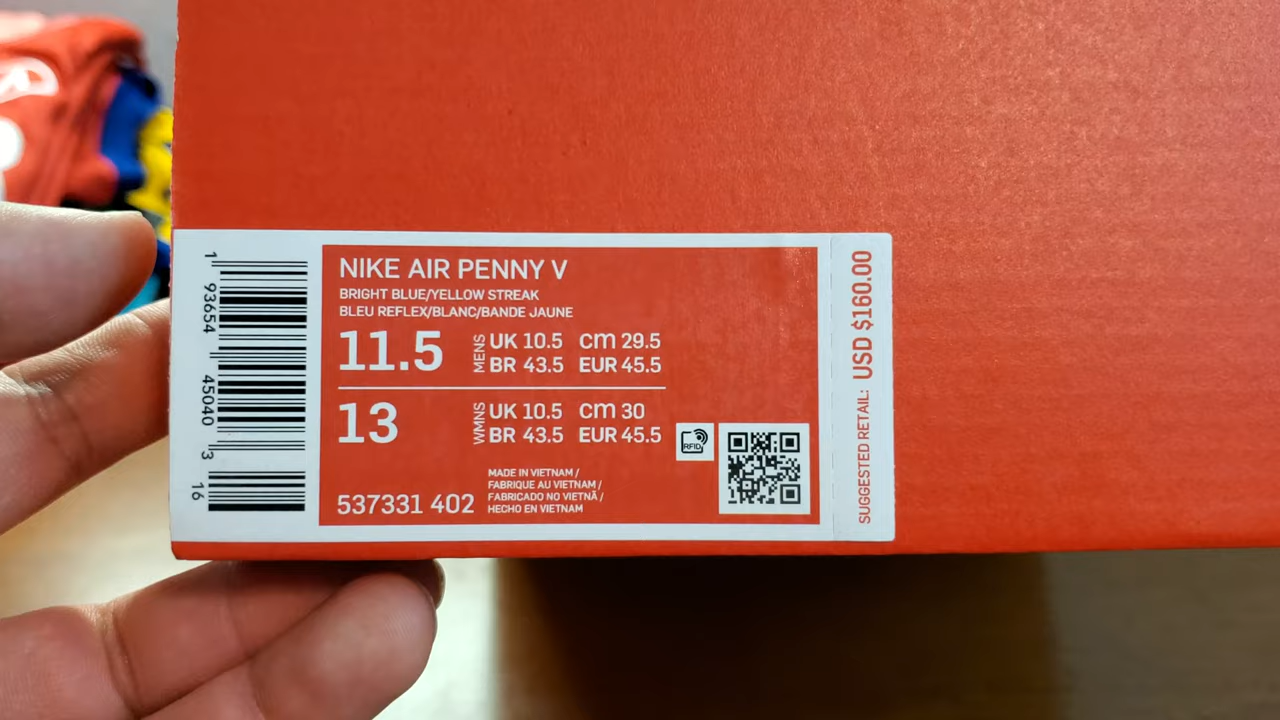 NIKE AIR PENNY V
BRIGHT BLUE/YELLOW STREAK
BLEU REFLEX/BLANC/BANDE JAUNE
11.5
MENS
UK 10.5 CM 29.5
BR 43.5 EUR 45.5
13
WMNS
UK 10.5 CM 30
BR 43.5 EUR 45.5
537331 402
MADE IN VIETNAM /
FABRIQUE AU VIETNAM /
FABRICADO NO VIETNÃ /
HECHO EN VIETNAM
RFID
SUGGESTED RETAIL: USD $160.00
1 93654 45040 3 16